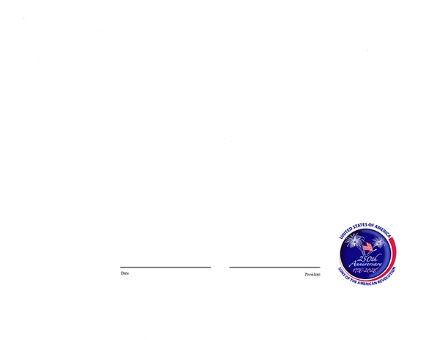 UNITED STATES OF AMERICA
250th
Anniversary
1776-2026
SONS OF THE AMERICAN REVOLUTION
Date
President